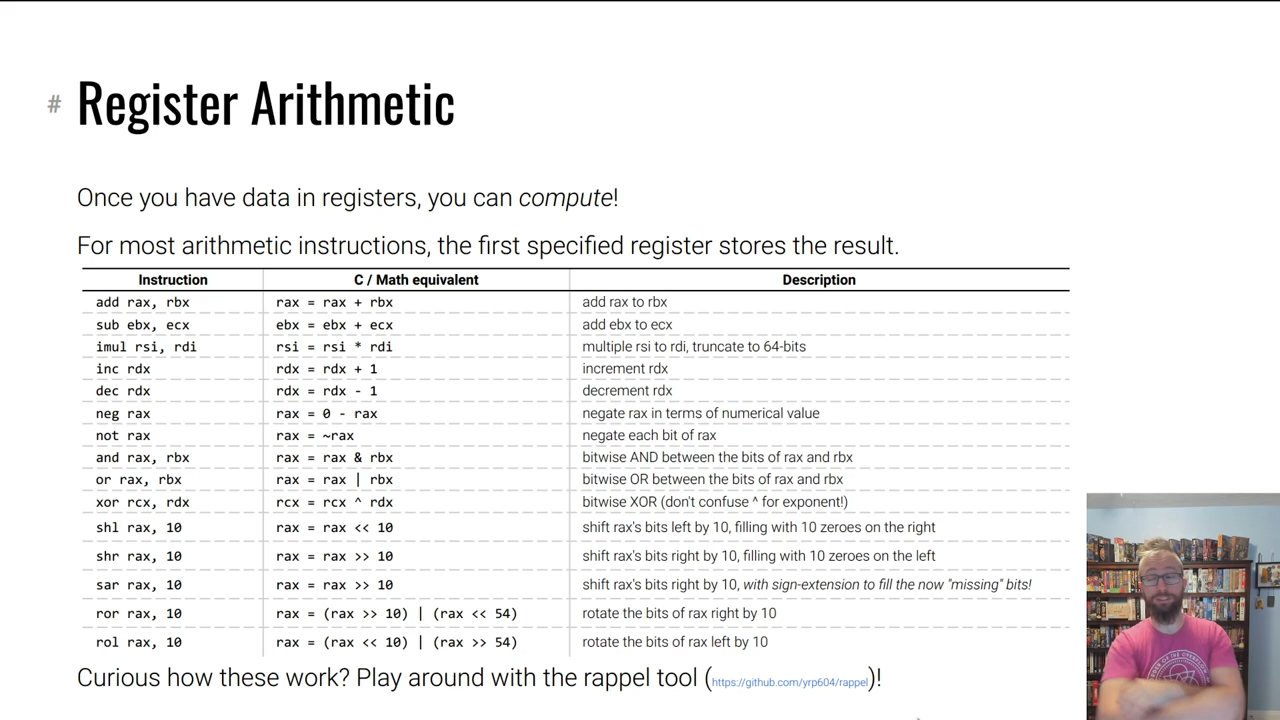 # Register Arithmetic
Once you have data in registers, you can compute!
For most arithmetic instructions, the first specified register stores the result.
Instruction C / Math equivalent Description
add rax, rbx rax = rax + rbx add rax to rbx
sub ebx, ecx ebx = ebx + ecx add ebx to ecx
imul rsi, rdi rsi = rsi * rdi multiple rsi to rdi, truncate to 64-bits
inc rdx rdx = rdx + 1 increment rdx
dec rdx rdx = rdx - 1 decrement rdx
neg rax rax = 0 - rax negate rax in terms of numerical value
not rax rax = ~rax negate each bit of rax
and rax, rbx rax = rax & rbx bitwise AND between the bits of rax and rbx
or rax, rbx rax = rax | rbx bitwise OR between the bits of rax and rbx
xor rcx, rdx rcx = rcx ^ rdx bitwise XOR (don't confuse ^ for exponent!)
shl rax, 10 rax = rax << 10 shift rax's bits left by 10, filling with 10 zeroes on the right
shr rax, 10 rax = rax >> 10 shift rax's bits right by 10, filling with 10 zeroes on the left
sar rax, 10 rax = rax >> 10 shift rax's bits right by 10, with sign-extension to fill the now "missing" bits!
ror rax, 10 rax = (rax >> 10) | (rax << 54) rotate the bits of rax right by 10
rol rax, 10 rax = (rax << 10) | (rax >> 54) rotate the bits of rax left by 10
Curious how these work? Play around with the rappel tool (https://github.com/yrp604/rappel)!